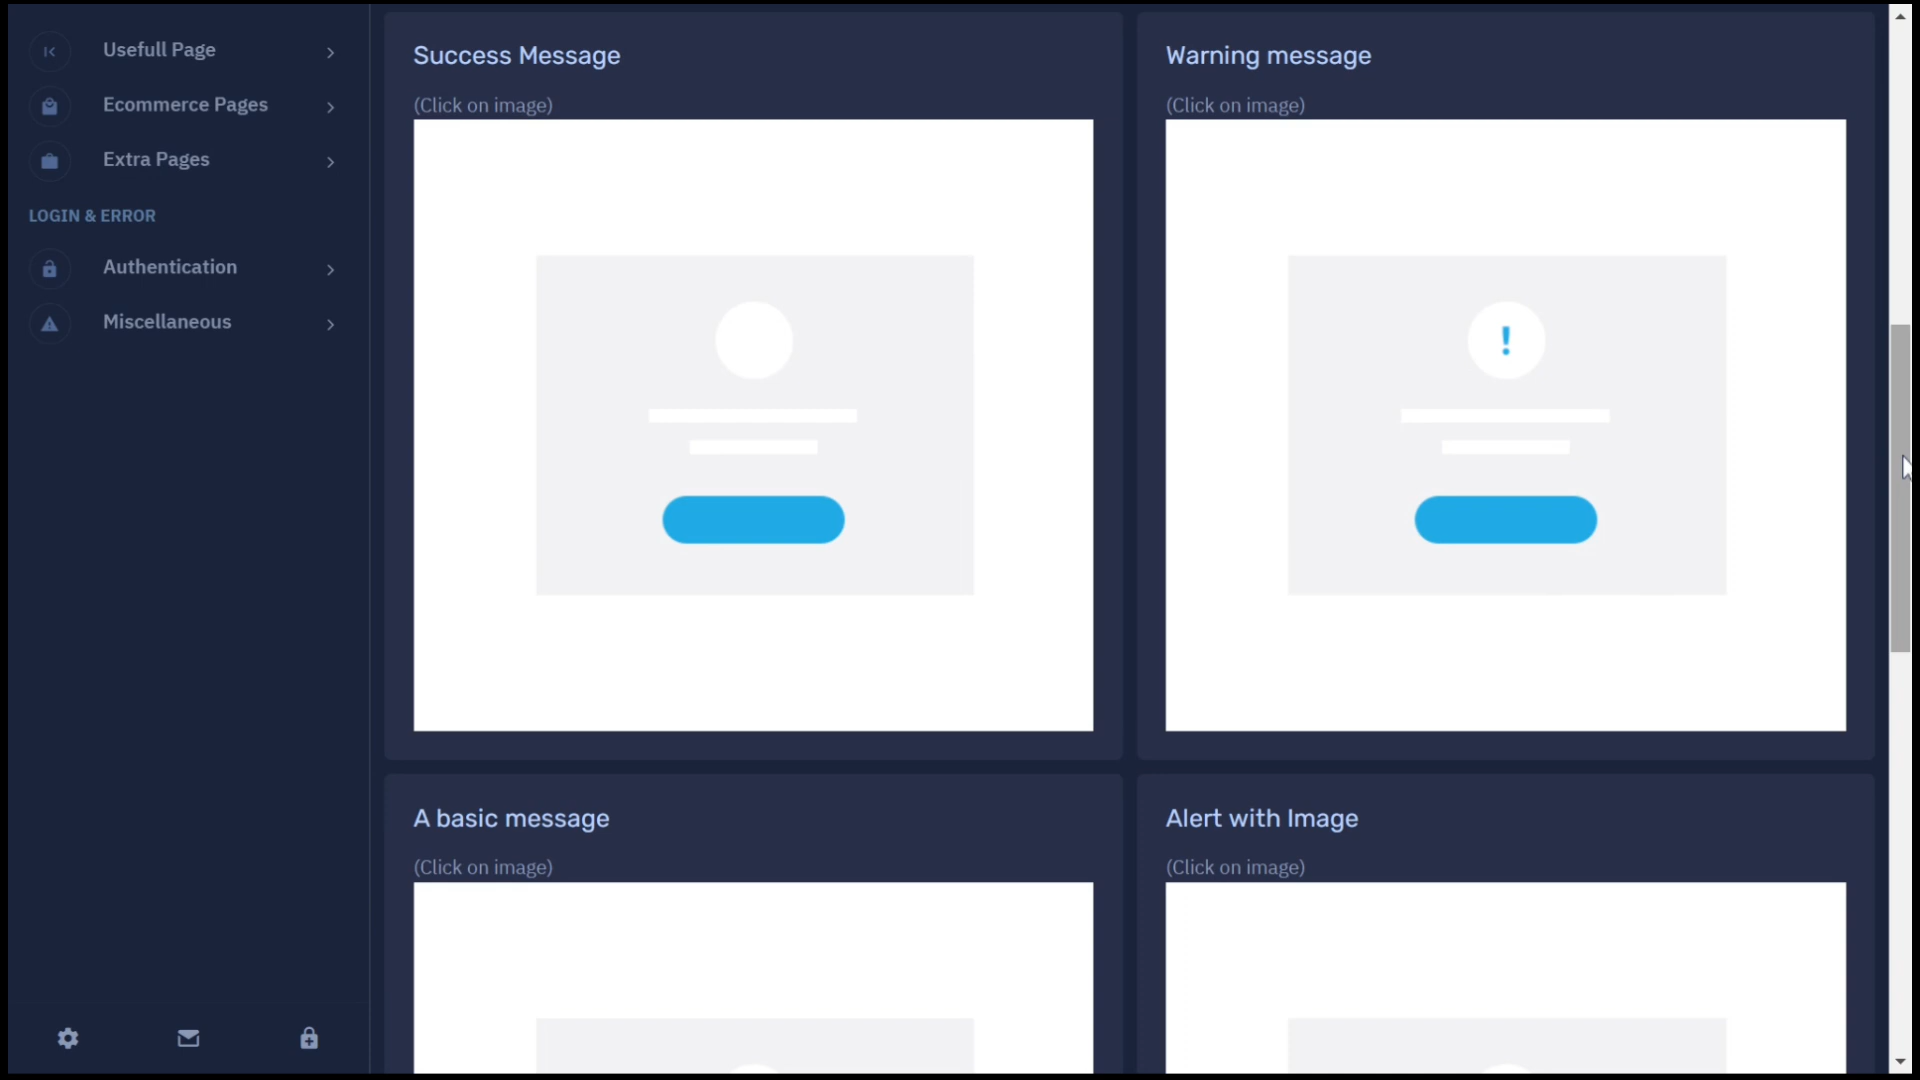 Usefull Page
Ecommerce Pages
Extra Pages
LOGIN & ERROR
Authentication
Miscellaneous
Success Message
(Click on image)
Warning message
(Click on image)
!
A basic message
(Click on image)
Alert with Image
(Click on image)